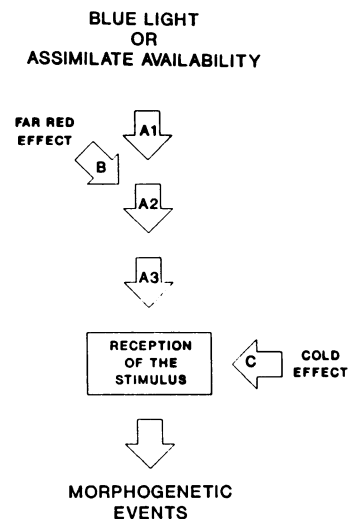 BLUE LIGHT
OR
ASSIMILATE AVAILABILITY
FAR RED
EFFECT
A1
B
A2
A3
RECEPTION
OF THE
STIMULUS
C
COLD
EFFECT
MORPHOGENETIC
EVENTS